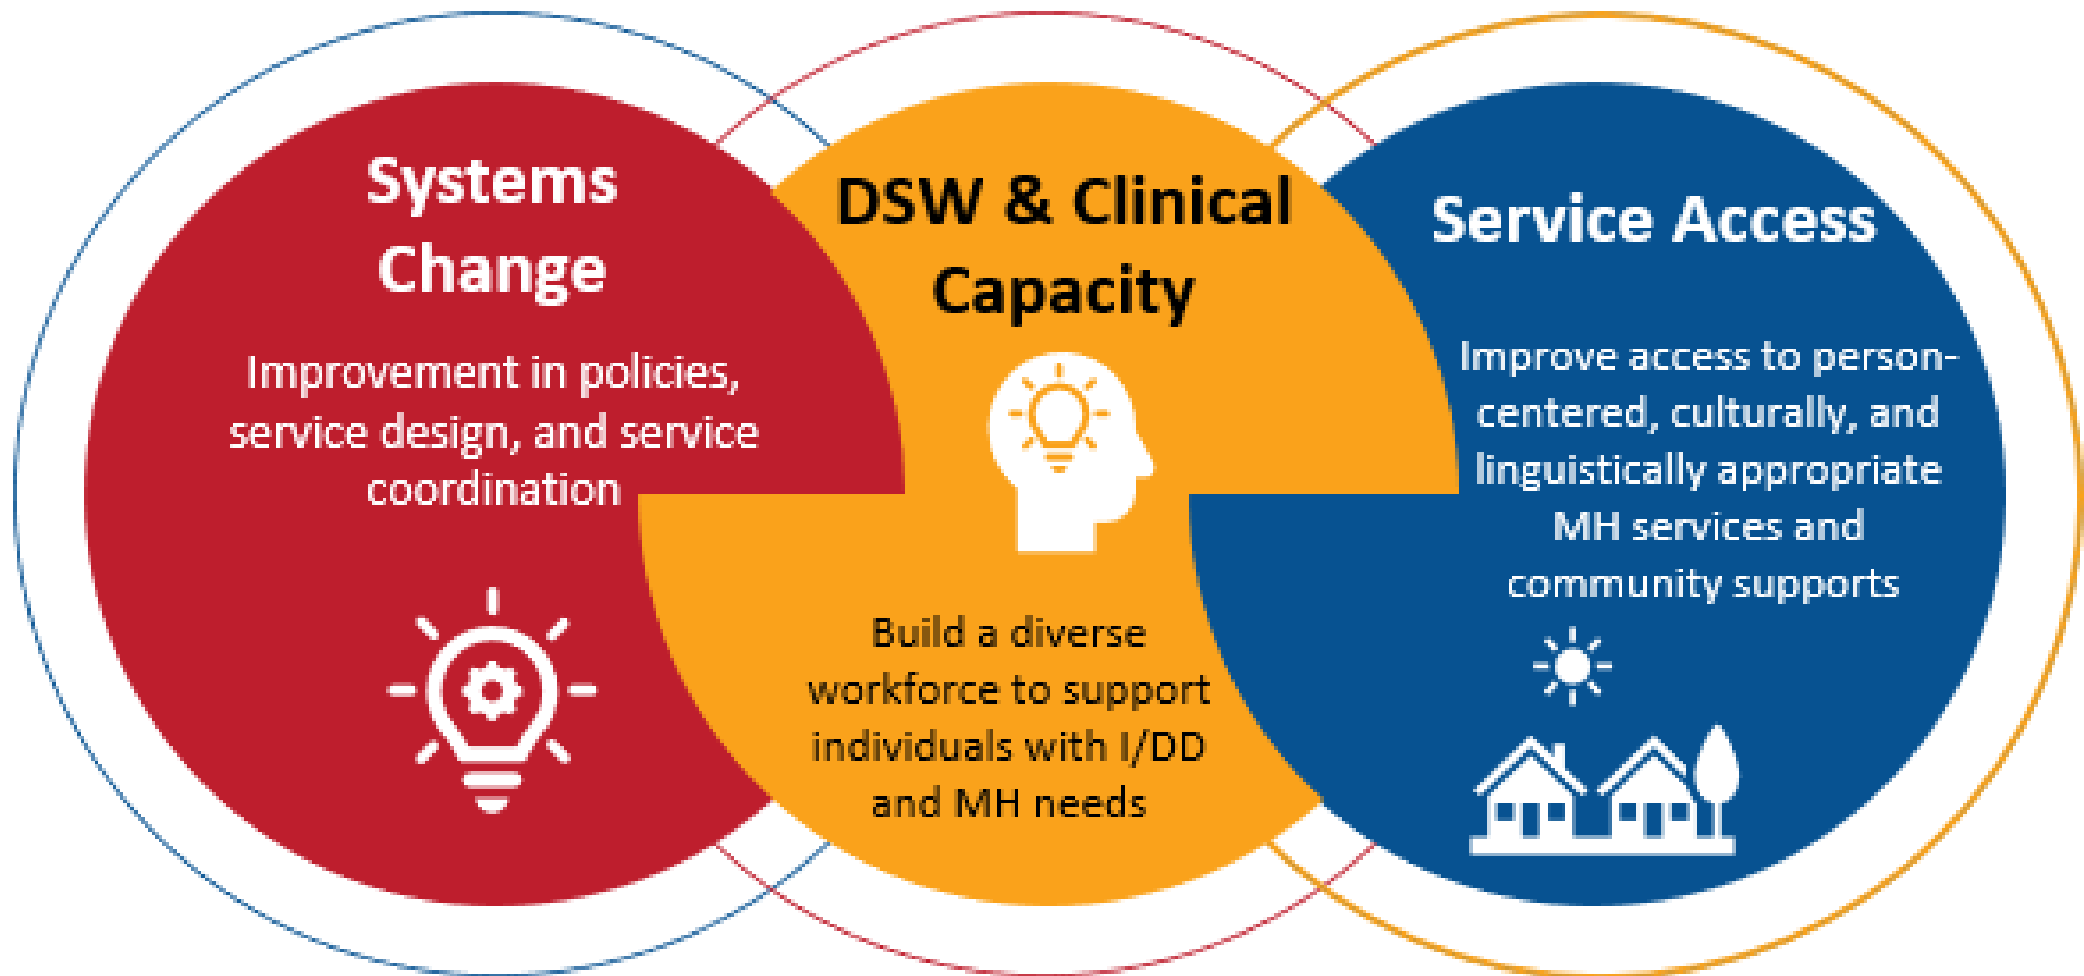 Systems
Change
Improvement in policies,
service design, and service
coordination
DSW & Clinical
Capacity
Build a diverse
workforce to support
individuals with I/DD
and MH needs
Service Access
Improve access to person-
centered, culturally, and
linguistically appropriate
MH services and
community supports